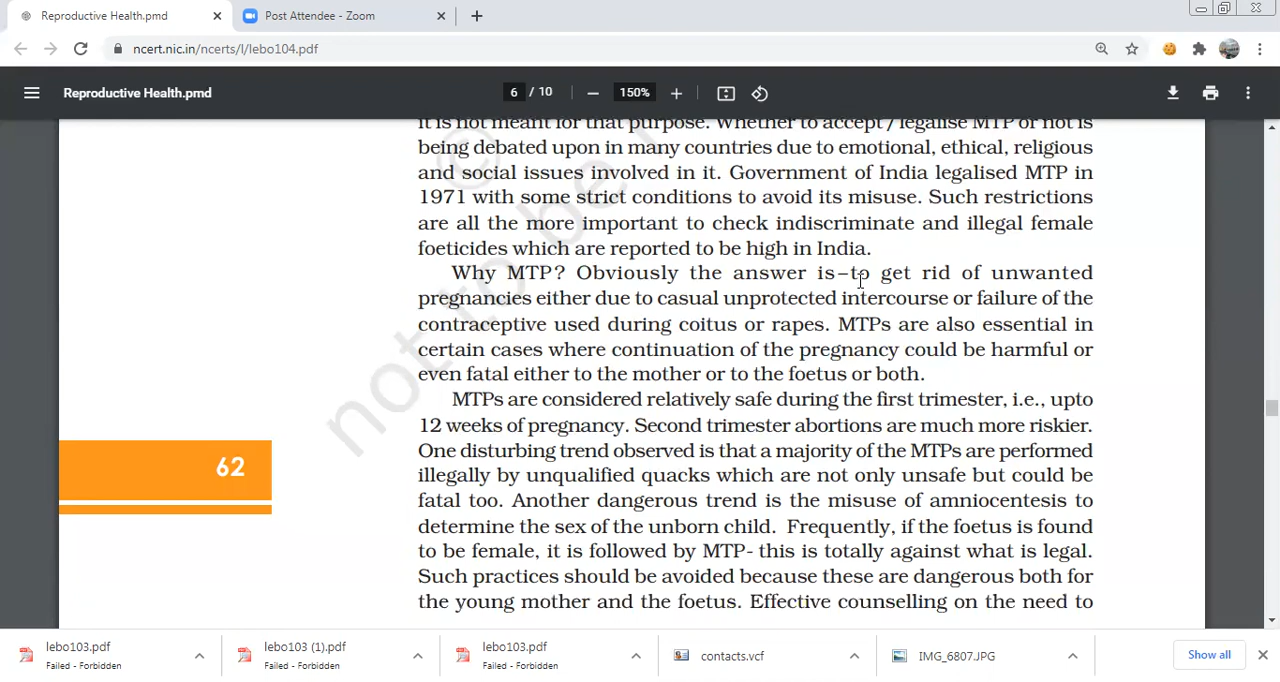 Reproductive Health.pmd
Post Attendee - Zoom
ncert.nic.in/ncerts/l/lebo104.pdf
Reproductive Health.pmd
6 / 10
150%
it is not meant for that purpose. Whether to accept / legalise MTP or not is
being debated upon in many countries due to emotional, ethical, religious
and social issues involved in it. Government of India legalised MTP in
1971 with some strict conditions to avoid its misuse. Such restrictions
are all the more important to check indiscriminate and illegal female
foeticides which are reported to be high in India.
Why MTP? Obviously the answer is–to get rid of unwanted
pregnancies either due to casual unprotected intercourse or failure of the
contraceptive used during coitus or rapes. MTPs are also essential in
certain cases where continuation of the pregnancy could be harmful or
even fatal either to the mother or to the foetus or both.
MTPs are considered relatively safe during the first trimester, i.e., upto
12 weeks of pregnancy. Second trimester abortions are much more riskier.
One disturbing trend observed is that a majority of the MTPs are performed
illegally by unqualified quacks which are not only unsafe but could be
fatal too. Another dangerous trend is the misuse of amniocentesis to
determine the sex of the unborn child. Frequently, if the foetus is found
to be female, it is followed by MTP- this is totally against what is legal.
Such practices should be avoided because these are dangerous both for
the young mother and the foetus. Effective counselling on the need to
62
© not to be
lebo103.pdf
Failed - Forbidden
lebo103 (1).pdf
Failed - Forbidden
lebo103.pdf
Failed - Forbidden
contacts.vcf
IMG_6807.JPG
Show all